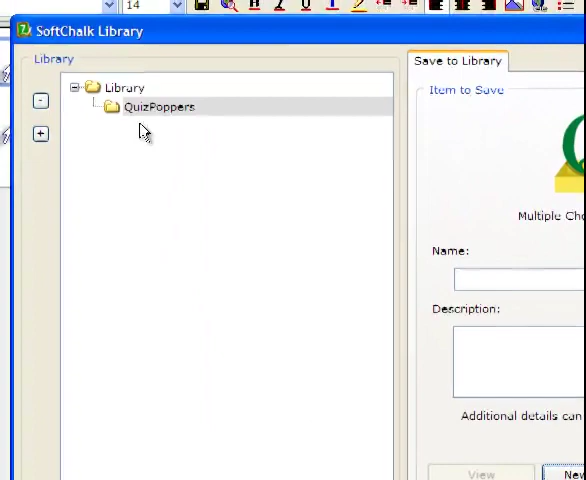 14
SoftChalk Library
Library
Library
QuizPoppers
-
+
Save to Library
Item to Save
Multiple Cho
Name:
Description:
Additional details can
View
New